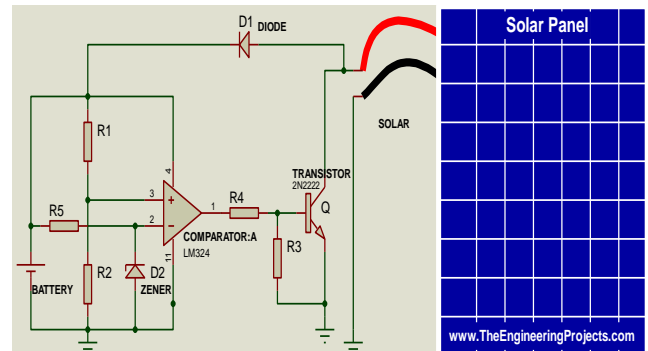 D1
DIODE
Solar Panel
R1
SOLAR
4
TRANSISTOR
2N2222
R5
3
+
2
−
1
R4
Q
COMPARATOR:A
LM324
11
R3
R2
D2
BATTERY
ZENER
www.TheEngineeringProjects.com